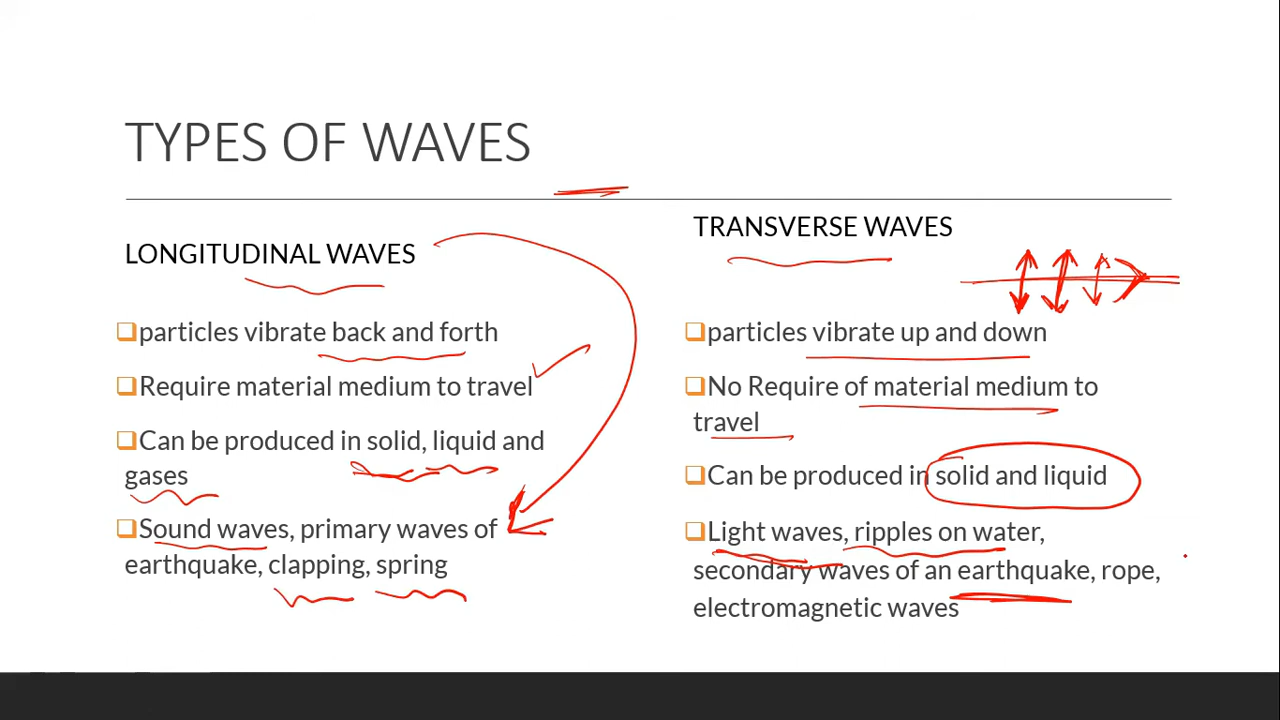 TYPES OF WAVES
LONGITUDINAL WAVES
❑particles vibrate back and forth
❑Require material medium to travel
❑Can be produced in solid, liquid and
gases
❑Sound waves, primary waves of
earthquake, clapping, spring
TRANSVERSE WAVES
❑particles vibrate up and down
❑No Require of material medium to
travel
❑Can be produced in solid and liquid
❑Light waves, ripples on water,
secondary waves of an earthquake, rope,
electromagnetic waves